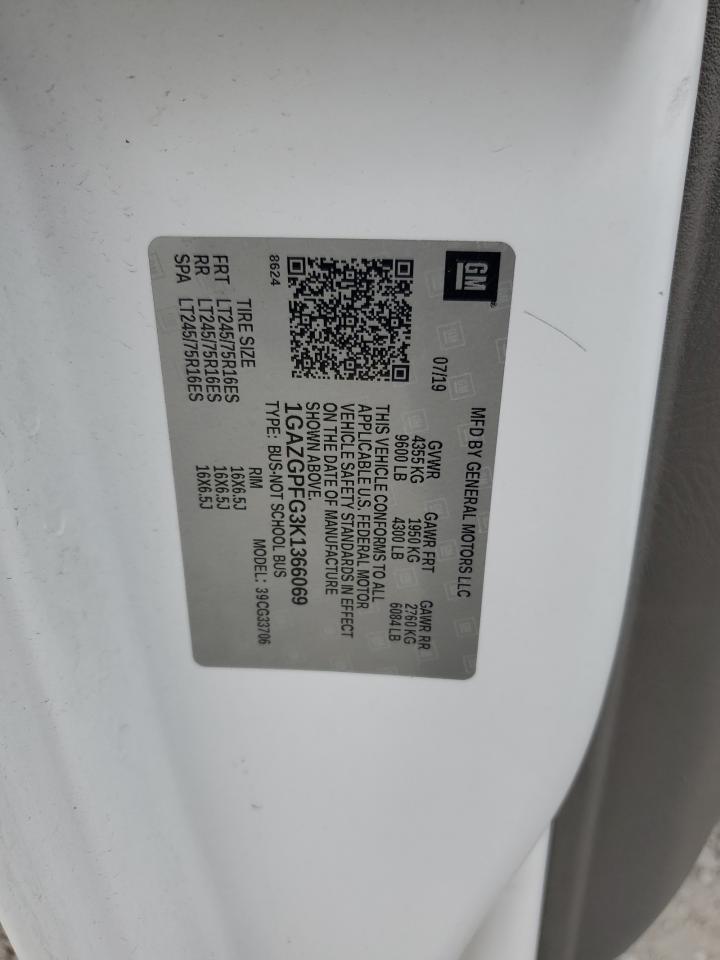 GM
MFD BY GENERAL MOTORS LLC
07/19 GVWR GAWR FRT GAWR RR
4355 KG 1950 KG 2760 KG
9600 LB 4300 LB 6084 LB
THIS VEHICLE CONFORMS TO ALL
APPLICABLE U.S. FEDERAL MOTOR
VEHICLE SAFETY STANDARDS IN EFFECT
ON THE DATE OF MANUFACTURE
SHOWN ABOVE.
1GAZGPFG3K1366069
8624 TYPE: BUS-NOT SCHOOL BUS
MODEL: 39CG33706
TIRE SIZE RIM
FRT LT245/75R16ES 16X6.5J
RR LT245/75R16ES 16X6.5J
SPA LT245/75R16ES 16X6.5J